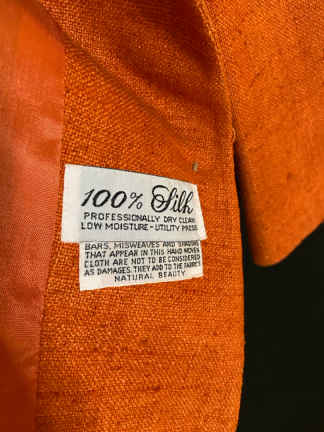 100% Silk
PROFESSIONALLY DRY CLEAN
LOW MOISTURE - UTILITY PRESS
BARS, MISWEAVES AND SHADING
THAT APPEAR IN THIS HAND WOVEN
CLOTH ARE NOT TO BE CONSIDERED
AS DAMAGES. THEY ADD TO THE FABRIC'S
NATURAL BEAUTY.